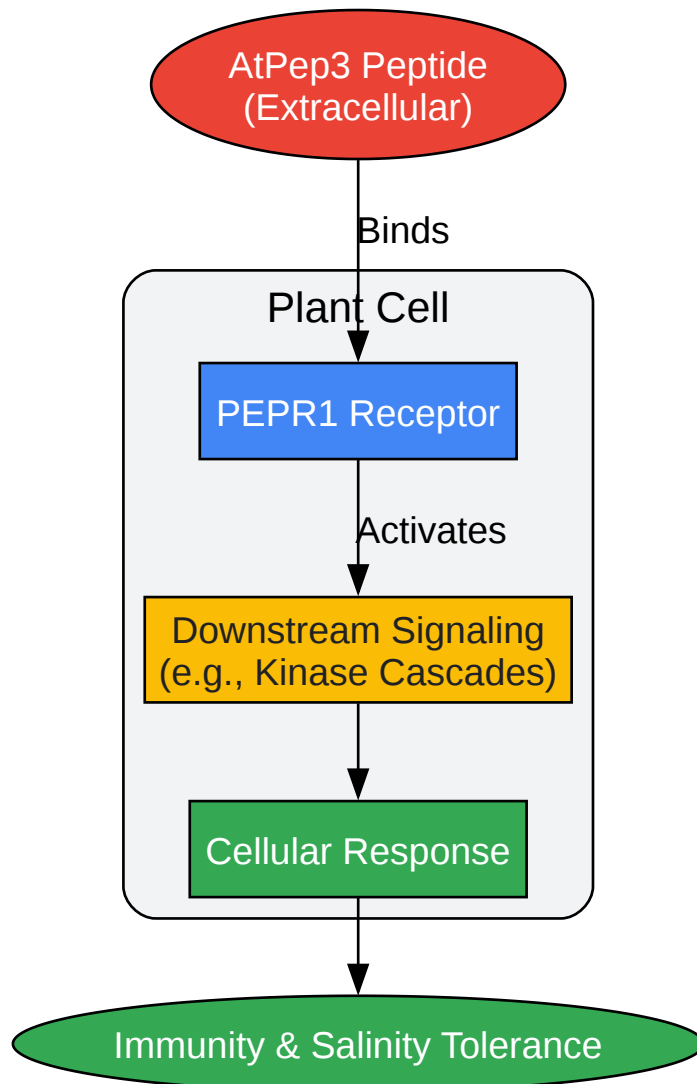 AtPep3 Peptide
(Extracellular)
Binds
Plant Cell
PEPR1 Receptor
Activates
Downstream Signaling
(e.g., Kinase Cascades)
Cellular Response
Immunity & Salinity Tolerance